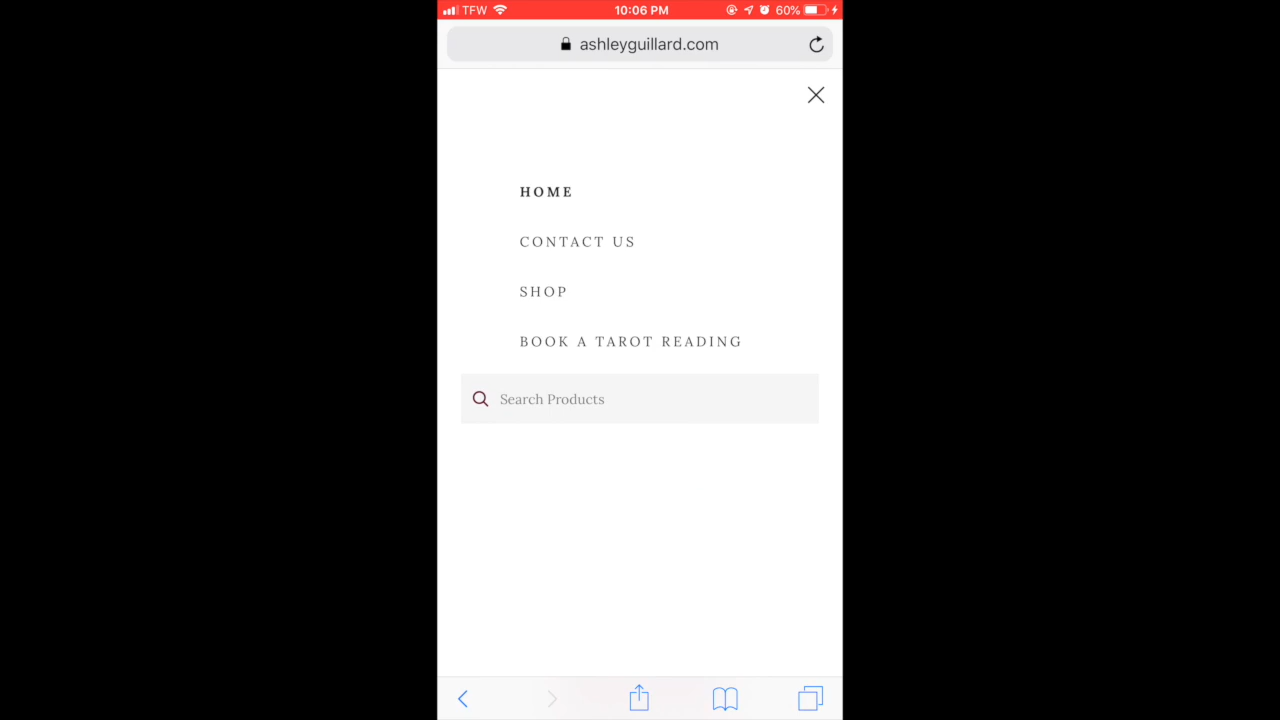 TFW 10:06 PM 60%
ashleyguillard.com
HOME
CONTACT US
SHOP
BOOK A TAROT READING
Search Products